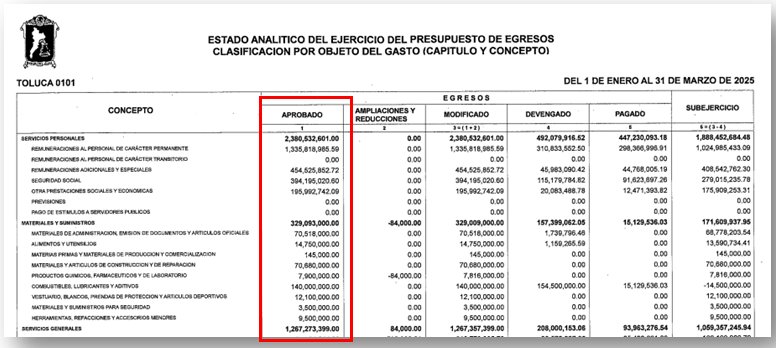 ESTADO ANALITICO DEL EJERCICIO DEL PRESUPUESTO DE EGRESOS
CLASIFICACION POR OBJETO DEL GASTO (CAPITULO Y CONCEPTO)
TOLUCA 0101 DEL 1 DE ENERO AL 31 DE MARZO DE 2025
EGRESOS
CONCEPTO APROBADO AMPLIACIONES Y REDUCCIONES MODIFICADO DEVENGADO PAGADO SUBEJERCICIO
1 2 3 = (1 + 2) 4 5 6 = (3 - 4)
SERVICIOS PERSONALES 2,380,532,601.00 0.00 2,380,532,601.00 492,079,916.52 447,230,093.18 1,888,452,684.48
REMUNERACIONES AL PERSONAL DE CARÁCTER PERMANENTE 1,335,818,985.59 0.00 1,335,818,985.59 310,833,552.50 298,366,996.91 1,024,985,433.09
REMUNERACIONES AL PERSONAL DE CARÁCTER TRANSITORIO 0.00 0.00 0.00 0.00 0.00 0.00
REMUNERACIONES ADICIONALES Y ESPECIALES 454,525,852.72 0.00 454,525,852.72 45,983,090.42 44,768,005.19 408,542,762.30
SEGURIDAD SOCIAL 394,195,020.60 0.00 394,195,020.60 115,179,784.82 91,623,697.26 279,015,235.78
OTRAS PRESTACIONES SOCIALES Y ECONOMICAS 195,992,742.09 0.00 195,992,742.09 20,083,488.78 12,471,393.82 175,909,253.31
PREVISIONES 0.00 0.00 0.00 0.00 0.00 0.00
PAGO DE ESTIMULOS A SERVIDORES PUBLICOS 0.00 0.00 0.00 0.00 0.00 0.00
MATERIALES Y SUMINISTROS 329,093,000.00 -84,000.00 329,009,000.00 157,399,062.05 15,129,536.03 171,609,937.95
MATERIALES DE ADMINISTRACION, EMISION DE DOCUMENTOS Y ARTICULOS OFICIALES 70,518,000.00 0.00 70,518,000.00 1,739,796.46 0.00 68,778,203.54
ALIMENTOS Y UTENSILIOS 14,750,000.00 0.00 14,750,000.00 1,159,265.59 0.00 13,590,734.41
MATERIAS PRIMAS Y MATERIALES DE PRODUCCION Y COMERCIALIZACION 145,000.00 0.00 145,000.00 0.00 0.00 145,000.00
MATERIALES Y ARTICULOS DE CONSTRUCCION Y DE REPARACION 70,680,000.00 0.00 70,680,000.00 0.00 0.00 70,680,000.00
PRODUCTOS QUIMICOS, FARMACEUTICOS Y DE LABORATORIO 7,900,000.00 -84,000.00 7,816,000.00 0.00 0.00 7,816,000.00
COMBUSTIBLES, LUBRICANTES Y ADITIVOS 140,000,000.00 0.00 140,000,000.00 154,500,000.00 15,129,536.03 -14,500,000.00
VESTUARIO, BLANCOS, PRENDAS DE PROTECCION Y ARTICULOS DEPORTIVOS 12,100,000.00 0.00 12,100,000.00 0.00 0.00 12,100,000.00
MATERIALES Y SUMINISTROS PARA SEGURIDAD 3,500,000.00 0.00 3,500,000.00 0.00 0.00 3,500,000.00
HERRAMIENTAS, REFACCIONES Y ACCESORIOS MENORES 9,500,000.00 0.00 9,500,000.00 0.00 0.00 9,500,000.00
SERVICIOS GENERALES 1,267,273,399.00 84,000.00 1,267,357,399.00 208,000,153.06 93,963,276.54 1,059,357,245.94